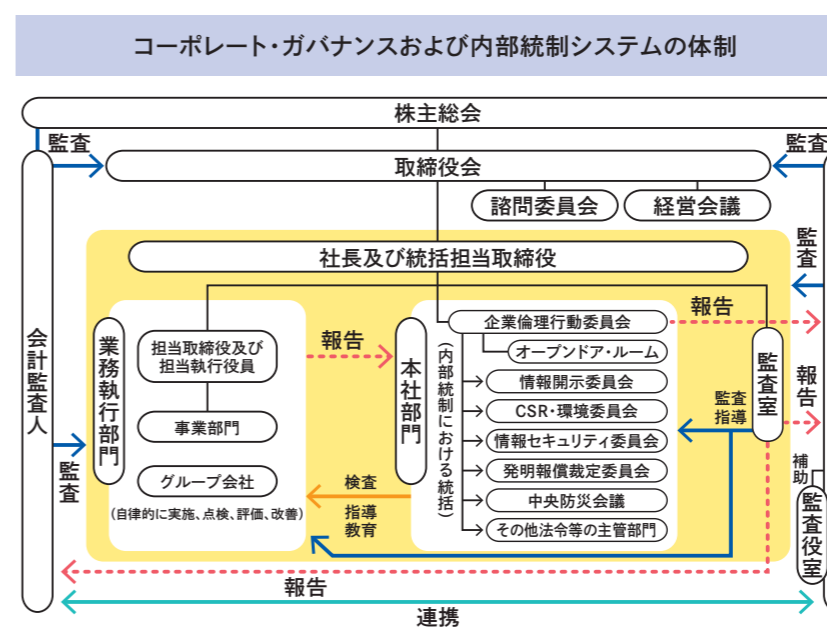 コーポレート・ガバナンスおよび内部統制システムの体制
株主総会
監査
監査
取締役会
諮問委員会
経営会議
監査
社長及び統括担当取締役
会計監査人
業務執行部門
担当取締役及び
担当執行役員
事業部門
グループ会社
(自律的に実施、点検、評価、改善)
報告
本社部門
(内部統制における統括)
企業倫理行動委員会
オープンドア・ルーム
情報開示委員会
CSR・環境委員会
情報セキュリティ委員会
発明報償裁定委員会
中央防災会議
その他法令等の主管部門
報告
監査室
監査
指導
報告
監査
検査
指導
教育
補助
監査役室
報告
連携